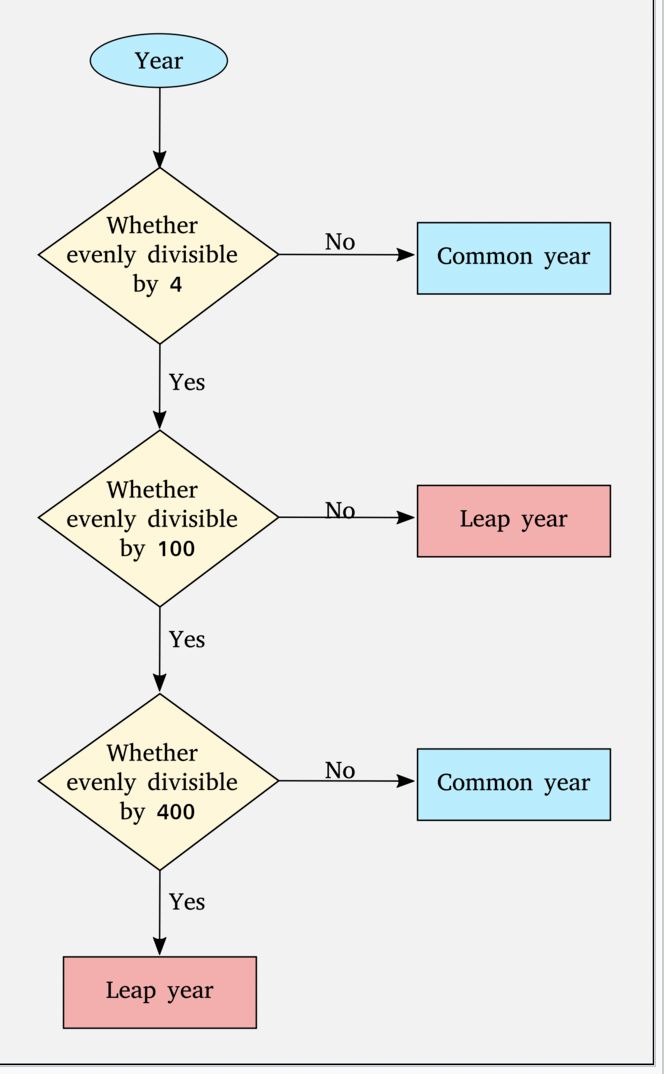 Year
Whether
evenly divisible
by 4
No
Common year
Yes
Whether
evenly divisible
by 100
No
Leap year
Yes
Whether
evenly divisible
by 400
No
Common year
Yes
Leap year